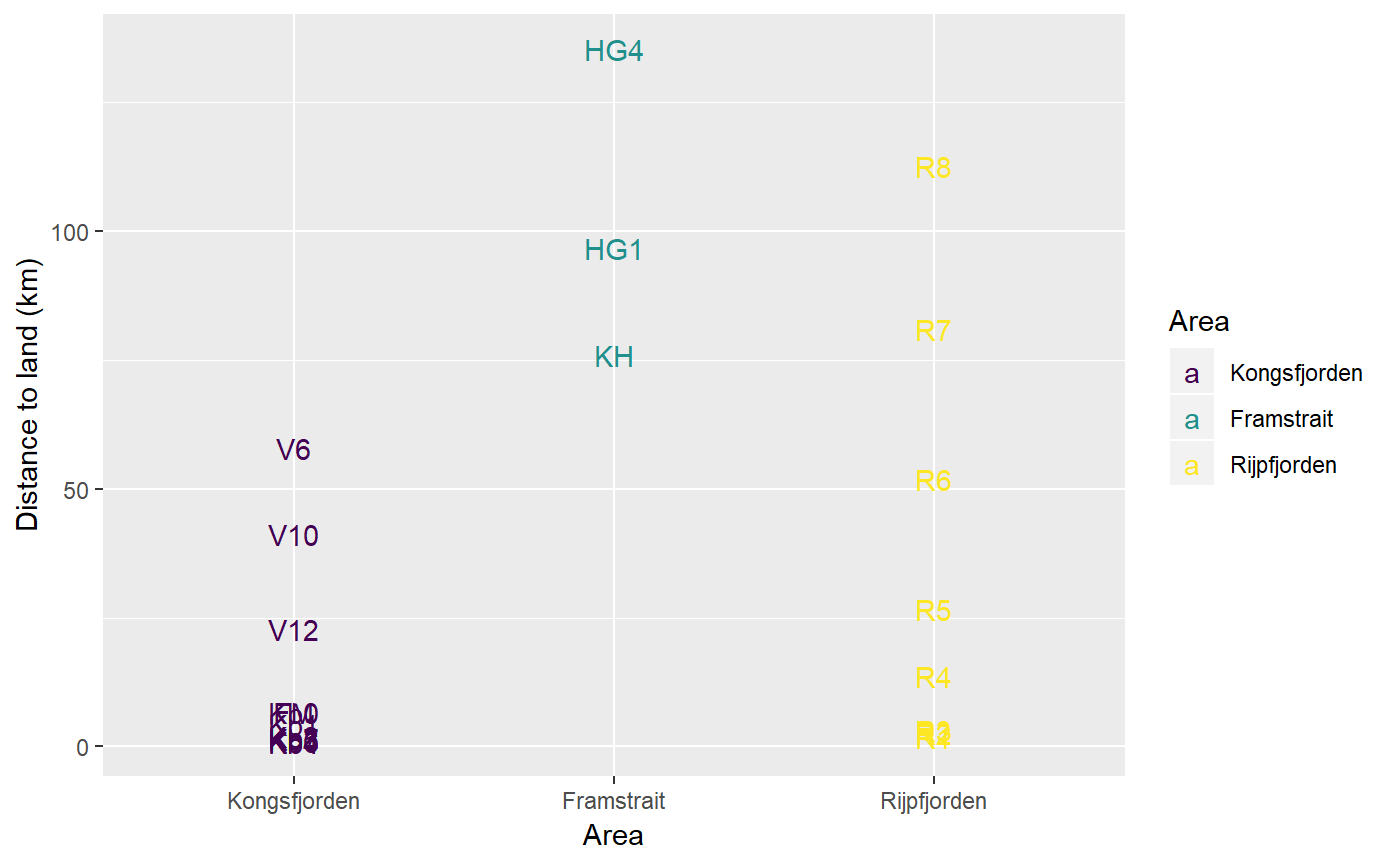 HG4
R8
100
HG1
R7
KH
V6
R6
50
V10
R5
V12
R4
0
Kongsfjorden
Framstrait
Rijpfjorden
Area
Distance to land (km)
Area
a Kongsfjorden
a Framstrait
a Rijpfjorden